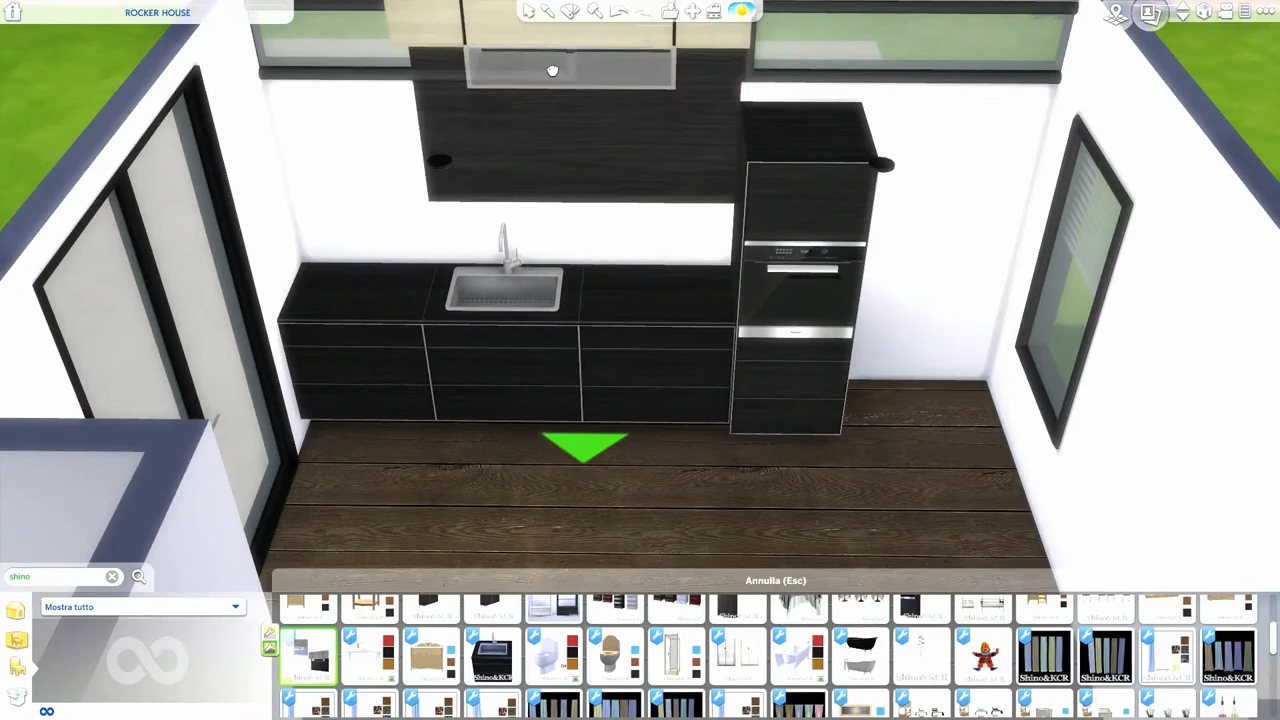 ROCKER HOUSE
Annulla (Esc)
shino
Mostra tutto
Shino&KCR
Shino&KCR
Shino&KCR
Shino&KCR